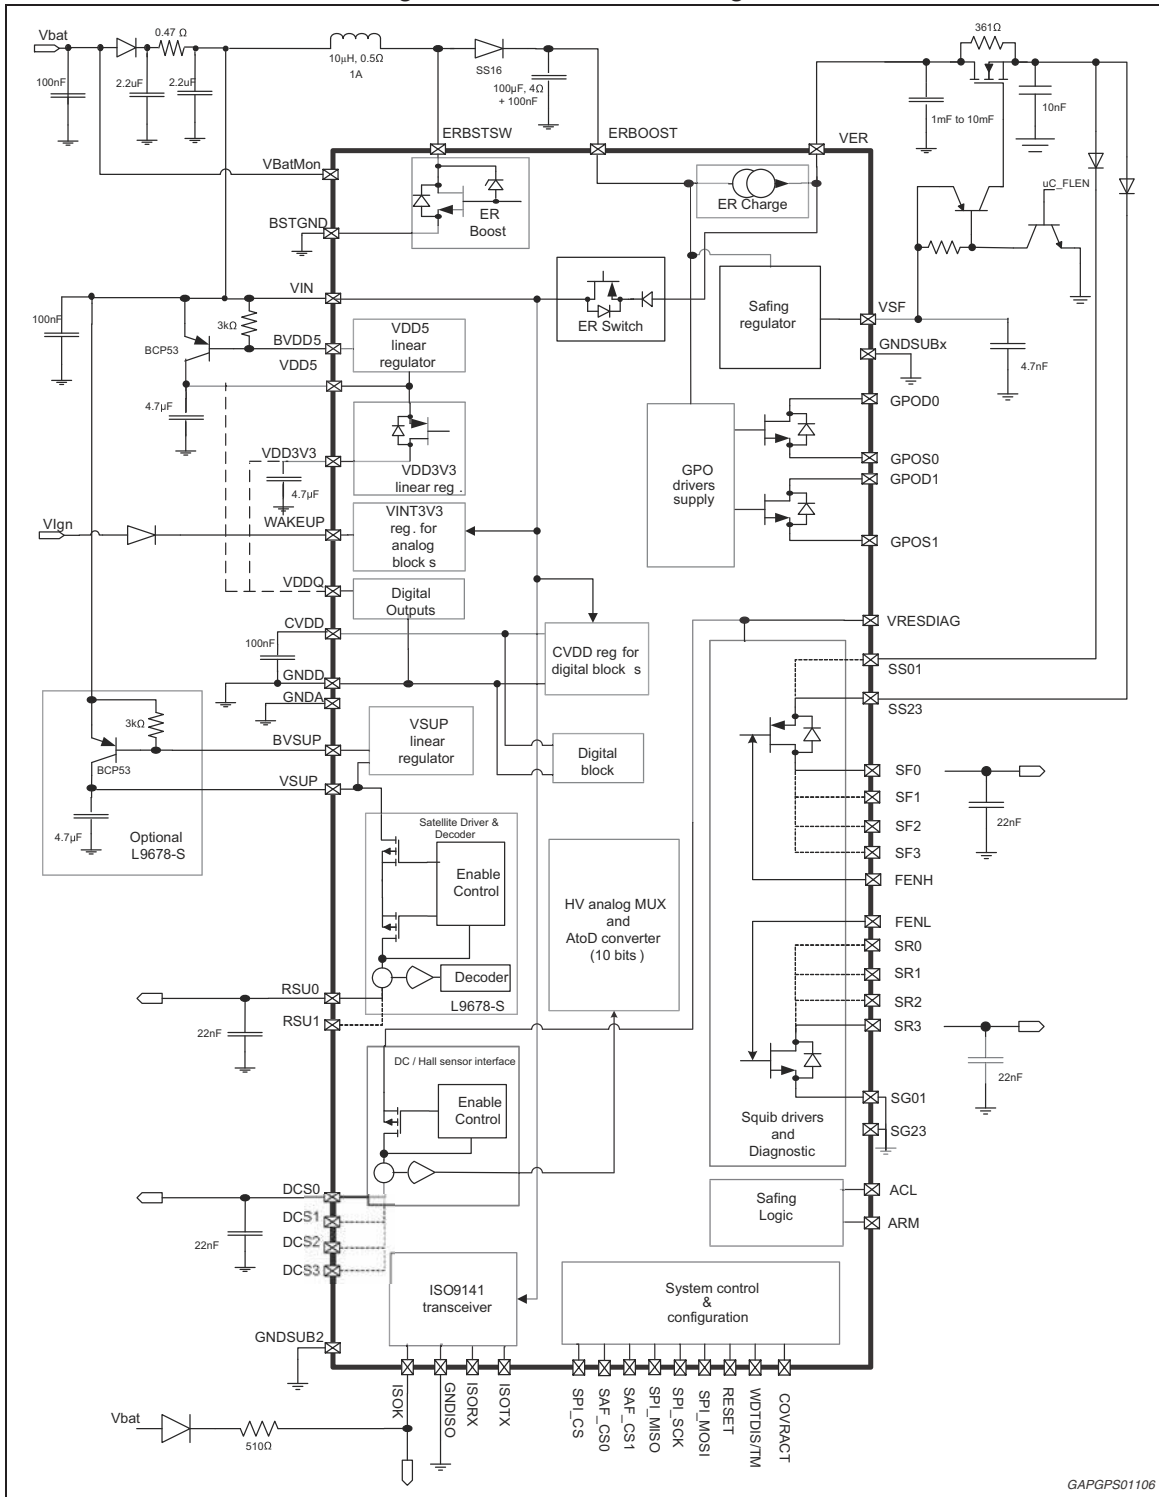 Vbat
0.47 Ω
100nF
2.2uF
2.2uF
10µH, 0.5Ω
1A
SS16
100µF, 4Ω
+ 100nF
361Ω
1mF to 10mF
10nF
ERBSTSW
ERBOOST
VER
VBatMon
BSTGND
ER
Boost
ER Charge
uC_FLEN
VIN
100nF
3kΩ
BCP53
BVDD5
VDD5
linear
regulator
ER Switch
Safing
regulator
VSF
GNDSUBx
4.7nF
VDD5
4.7µF
VDD3V3
4.7µF
VDD3V3
linear reg .
GPO
drivers
supply
GPOD0
GPOS0
GPOD1
GPOS1
VIgn
WAKEUP
VINT3V3
reg . for
analog
block s
VDDQ
Digital
Outputs
CVDD
100nF
CVDD reg for
digital block s
GNDD
GNDA
VRESDIAG
SS01
SS23
3kΩ
BCP53
BVSUP
VSUP
linear
regulator
Digital
block
VSUP
4.7µF
Optional
L9678-S
SF0
SF1
SF2
SF3
22nF
FENH
Satellite Driver &
Decoder
Enable
Control
Decoder
L9678-S
HV analog MUX
and
AtoD converter
(10 bits )
FENL
SR0
SR1
SR2
SR3
22nF
RSU0
RSU1
22nF
DC / Hall sensor interface
Enable
Control
Squib drivers
and
Diagnostic
SG01
SG23
DCS0
DCS1
DCS2
DCS3
22nF
Safing
Logic
ACL
ARM
ISO9141
transceiver
System control
&
configuration
GNDSUB2
ISOK
GNDISO
ISORX
ISOTX
SPI_CS
SAF_CS0
SAF_CS1
SPI_MISO
SPI_SCK
SPI_MOSI
RESET
WDTDIS/TM
COVRACT
Vbat
510Ω
GAPGPS01106